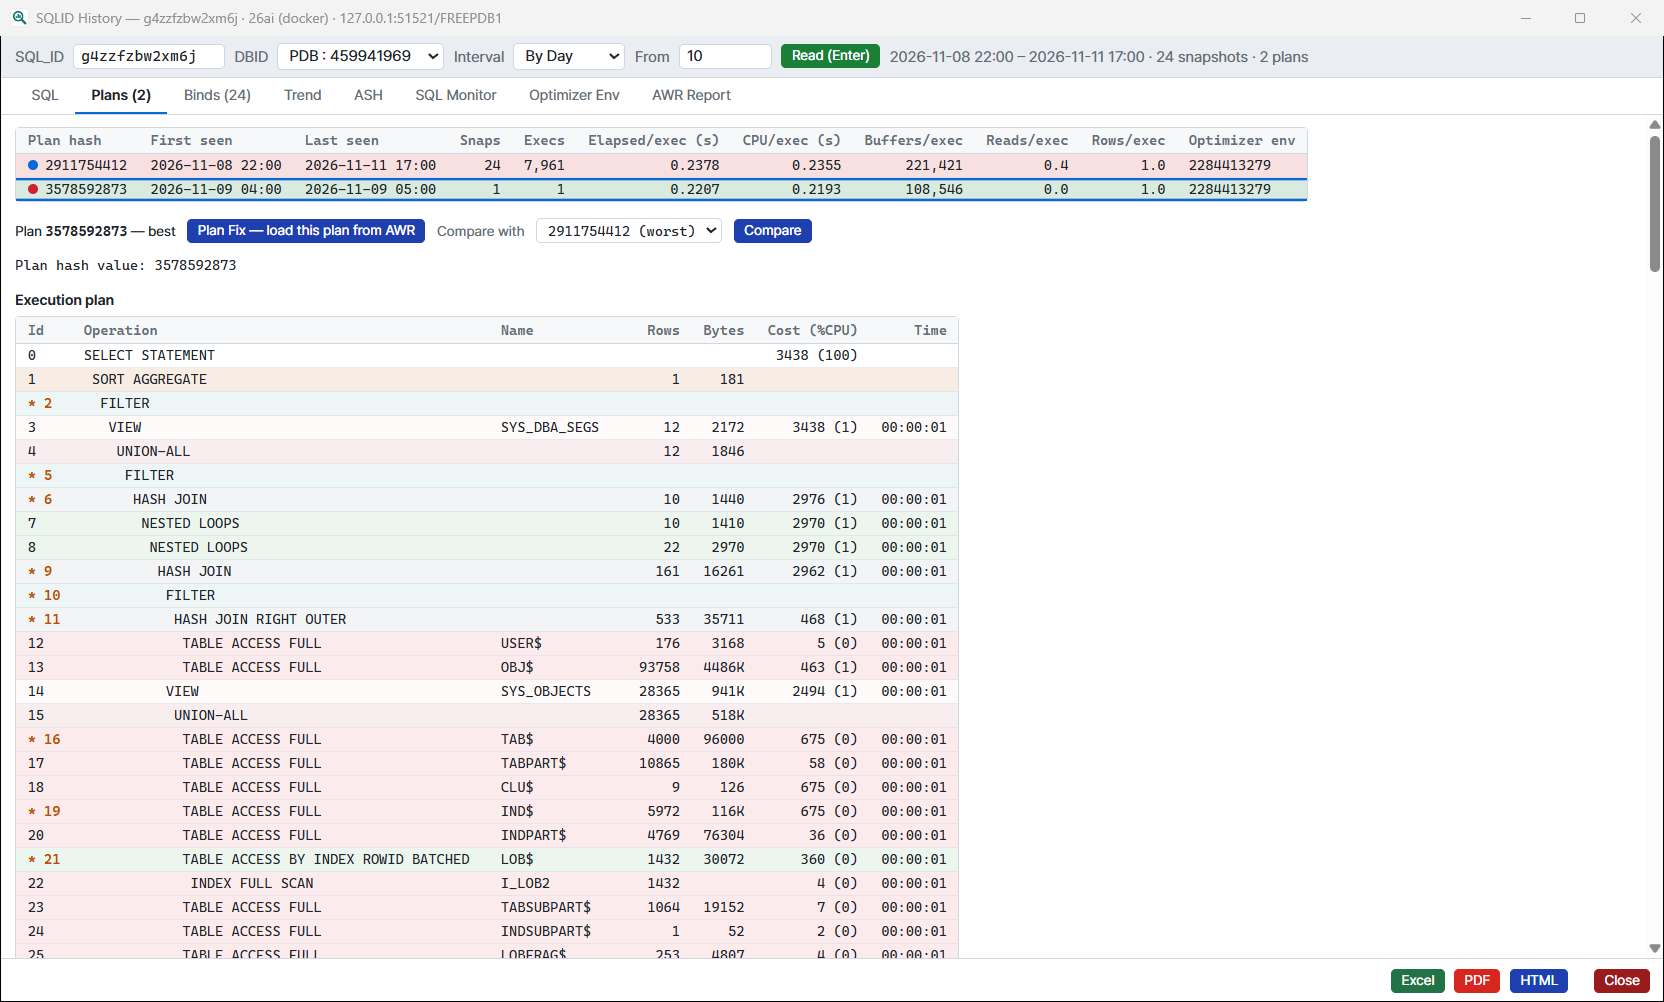 SQLID History — g4zzfzbw2xm6j · 26ai (docker) · 127.0.0.1:51521/FREEPDB1
SQL_ID g4zzfzbw2xm6j DBID PDB : 459941969 Interval By Day From 10 Read (Enter) 2026-11-08 22:00 – 2026-11-11 17:00 · 24 snapshots · 2 plans
SQL Plans (2) Binds (24) Trend ASH SQL Monitor Optimizer Env AWR Report
Plan hash First seen Last seen Snaps Execs Elapsed/exec (s) CPU/exec (s) Buffers/exec Reads/exec Rows/exec Optimizer env
2911754412 2026-11-08 22:00 2026-11-11 17:00 24 7,961 0.2378 0.2355 221,421 0.4 1.0 2284413279
3578592873 2026-11-09 04:00 2026-11-09 05:00 1 1 0.2207 0.2193 108,546 0.0 1.0 2284413279
Plan 3578592873 — best Plan Fix — load this plan from AWR Compare with 2911754412 (worst) Compare
Plan hash value: 3578592873
Execution plan
Id Operation Name Rows Bytes Cost (%CPU) Time
0 SELECT STATEMENT 3438 (100)
1 SORT AGGREGATE 1 181
* 2 FILTER
3 VIEW SYS_DBA_SEGS 12 2172 3438 (1) 00:00:01
4 UNION-ALL 12 1846
* 5 FILTER
* 6 HASH JOIN 10 1440 2976 (1) 00:00:01
7 NESTED LOOPS 10 1410 2970 (1) 00:00:01
8 NESTED LOOPS 22 2970 2970 (1) 00:00:01
* 9 HASH JOIN 161 16261 2962 (1) 00:00:01
* 10 FILTER
* 11 HASH JOIN RIGHT OUTER 533 35711 468 (1) 00:00:01
12 TABLE ACCESS FULL USER$ 176 3168 5 (0) 00:00:01
13 TABLE ACCESS FULL OBJ$ 93758 4486K 463 (1) 00:00:01
14 VIEW SYS_OBJECTS 28365 941K 2494 (1) 00:00:01
15 UNION-ALL 28365 518K
* 16 TABLE ACCESS FULL TAB$ 4000 96000 675 (0) 00:00:01
17 TABLE ACCESS FULL TABPART$ 10865 180K 58 (0) 00:00:01
18 TABLE ACCESS FULL CLU$ 9 126 675 (0) 00:00:01
* 19 TABLE ACCESS FULL IND$ 5972 116K 675 (0) 00:00:01
20 TABLE ACCESS FULL INDPART$ 4769 76304 36 (0) 00:00:01
* 21 TABLE ACCESS BY INDEX ROWID BATCHED LOB$ 1432 30072 360 (0) 00:00:01
22 INDEX FULL SCAN I_LOB2 1432 4 (0) 00:00:01
23 TABLE ACCESS FULL TABSUBPART$ 1064 19152 7 (0) 00:00:01
24 TABLE ACCESS FULL INDSUBPART$ 1 52 2 (0) 00:00:01
25 TABLE ACCESS FULL LOBFRAG$ 253 4807 4 (0) 00:00:01
Excel PDF HTML Close